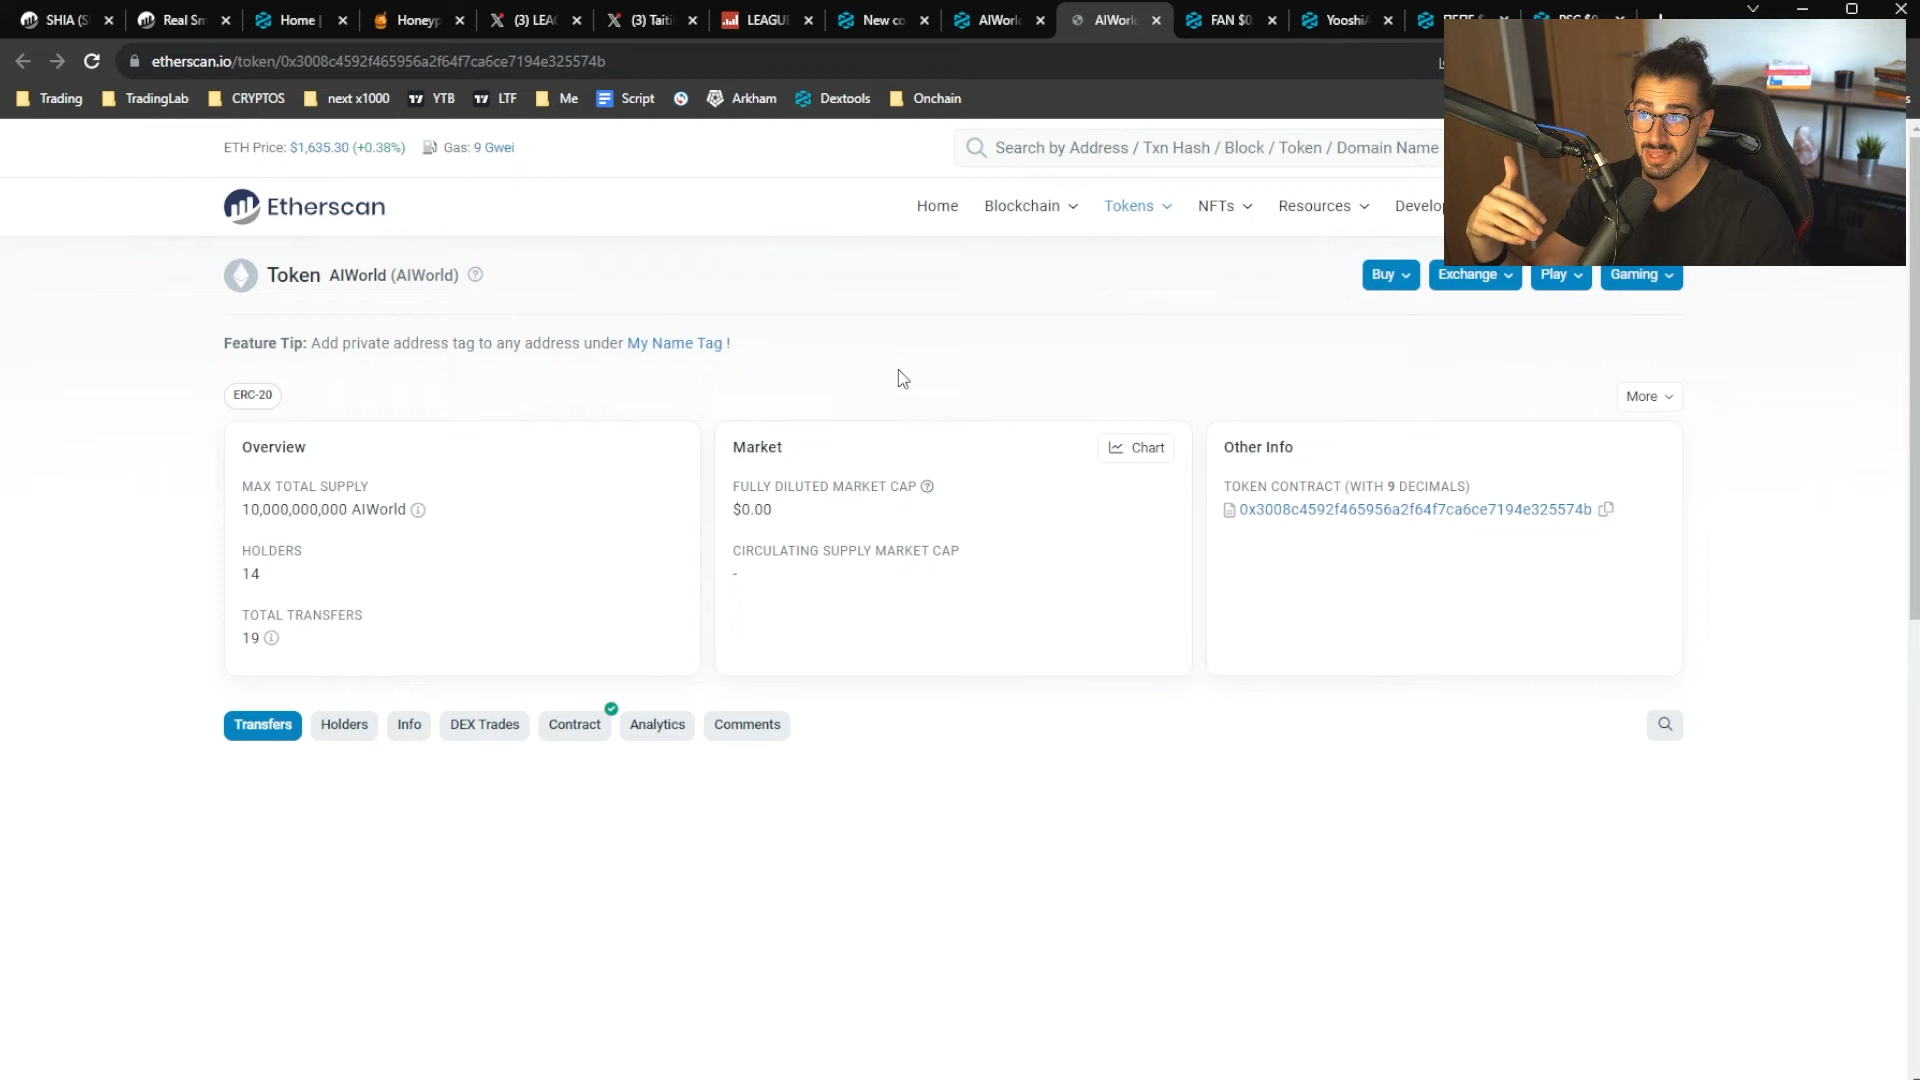 SHIA (S
Real Sm
Home |
Honeyp
(3) LEA
(3) Taiti
LEAGUE
New co
AIWorl
AIWorl
FAN $0.
Yooshi
etherscan.io/token/0x3008c4592f465956a2f64f7ca6ce7194e325574b
Trading
TradingLab
CRYPTOS
next x1000
YTB
LTF
Me
Script
Arkham
Dextools
Onchain
ETH Price: $1,635.30 (+0.38%)
Gas: 9 Gwei
Search by Address / Txn Hash / Block / Token / Domain Name
Etherscan
Home
Blockchain
Tokens
NFTs
Resources
Develo
Token AIWorld (AIWorld)
Buy
Exchange
Play
Gaming
Feature Tip: Add private address tag to any address under My Name Tag !
ERC-20
More
Overview
MAX TOTAL SUPPLY
10,000,000,000 AIWorld
HOLDERS
14
TOTAL TRANSFERS
19
Market
Chart
FULLY DILUTED MARKET CAP
$0.00
CIRCULATING SUPPLY MARKET CAP
-
Other Info
TOKEN CONTRACT (WITH 9 DECIMALS)
0x3008c4592f465956a2f64f7ca6ce7194e325574b
Transfers
Holders
Info
DEX Trades
Contract
Analytics
Comments